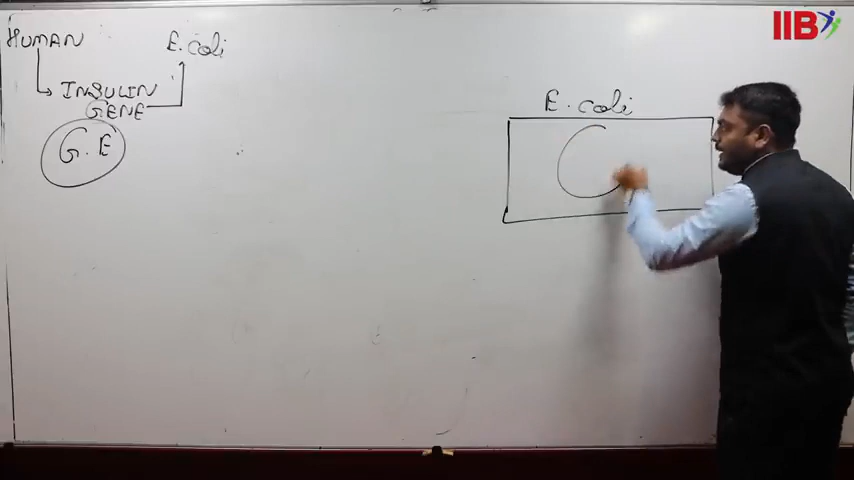 HUMAN
E.coli
INSULIN
GENE
G.E
E.coli
IIB